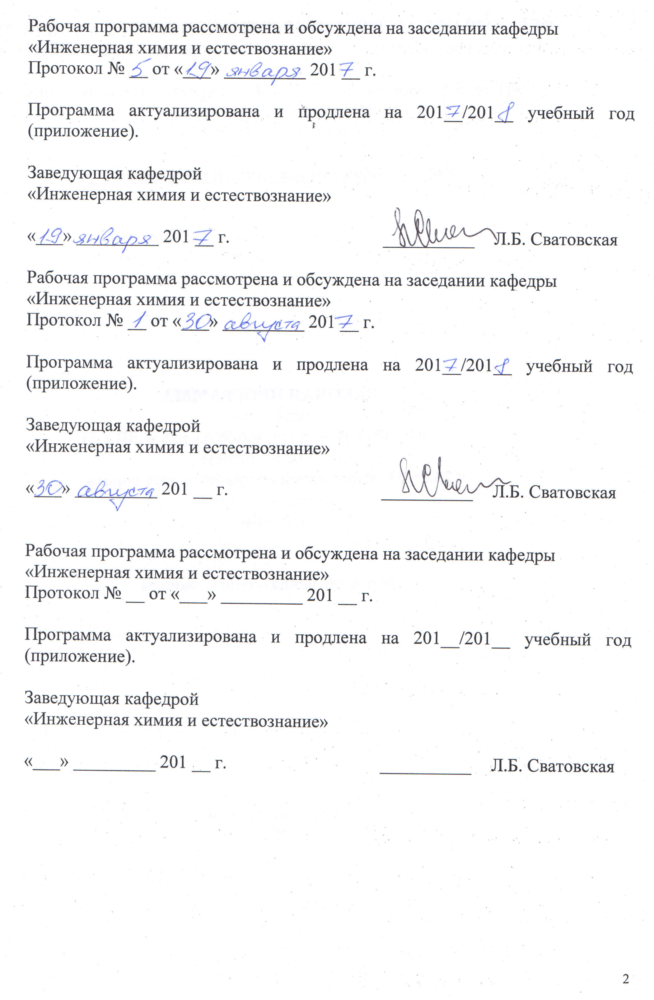 Рабочая программа рассмотрена и обсуждена на заседании кафедры
«Инженерная химия и естествознание»
Протокол № 5 от «19» января 2017 г.
Программа актуализирована и продлена на 2017/2018 учебный год
(приложение).
Заведующая кафедрой
«Инженерная химия и естествознание»
«19» января 2017 г. Л.Б. Сватовская
Рабочая программа рассмотрена и обсуждена на заседании кафедры
«Инженерная химия и естествознание»
Протокол № 1 от «30» августа 2017 г.
Программа актуализирована и продлена на 2017/2018 учебный год
(приложение).
Заведующая кафедрой
«Инженерная химия и естествознание»
«30» августа 201 __ г. Л.Б. Сватовская
Рабочая программа рассмотрена и обсуждена на заседании кафедры
«Инженерная химия и естествознание»
Протокол № __ от «___» _________ 201 __ г.
Программа актуализирована и продлена на 201__/201__ учебный год
(приложение).
Заведующая кафедрой
«Инженерная химия и естествознание»
«___» _________ 201 __ г. __________ Л.Б. Сватовская
2